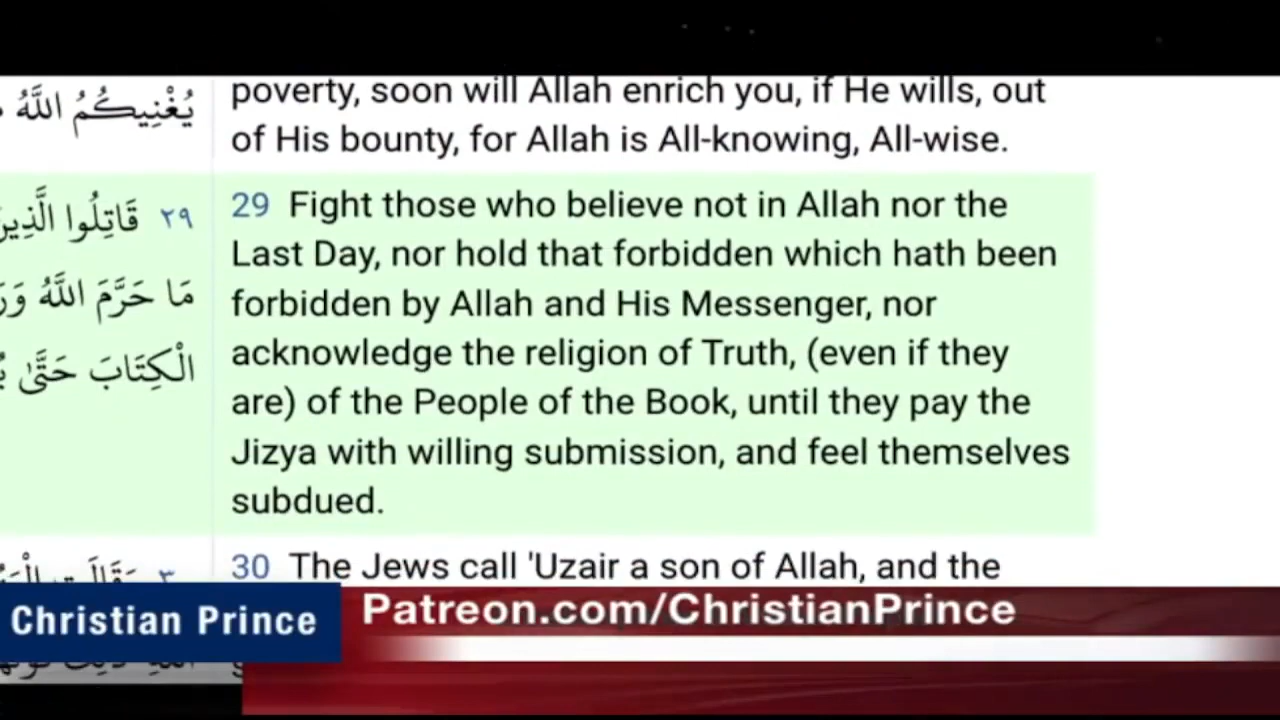 يُغْنِيكُمُ اللَّهُ
poverty, soon will Allah enrich you, if He wills, out
of His bounty, for Allah is All-knowing, All-wise.
٢٩ قَاتِلُوا الَّذِينَ
مَا حَرَّمَ اللَّهُ
الْكِتَابَ حَتَّىٰ
29 Fight those who believe not in Allah nor the
Last Day, nor hold that forbidden which hath been
forbidden by Allah and His Messenger, nor
acknowledge the religion of Truth, (even if they
are) of the People of the Book, until they pay the
Jizya with willing submission, and feel themselves
subdued.
30 The Jews call 'Uzair a son of Allah, and the
Christian Prince
Patreon.com/ChristianPrince